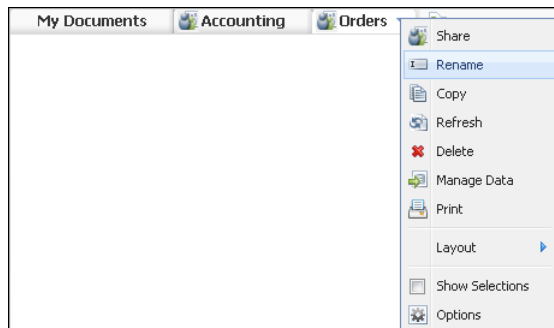 My Documents Accounting Orders
Share
Rename
Copy
Refresh
Delete
Manage Data
Print
Layout
Show Selections
Options